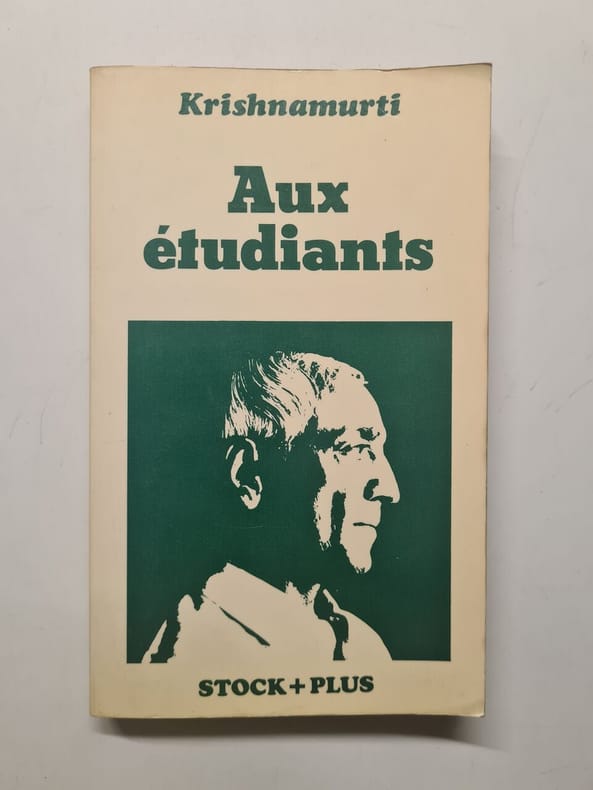 Krishnamurti
Aux
étudiants
STOCK+PLUS